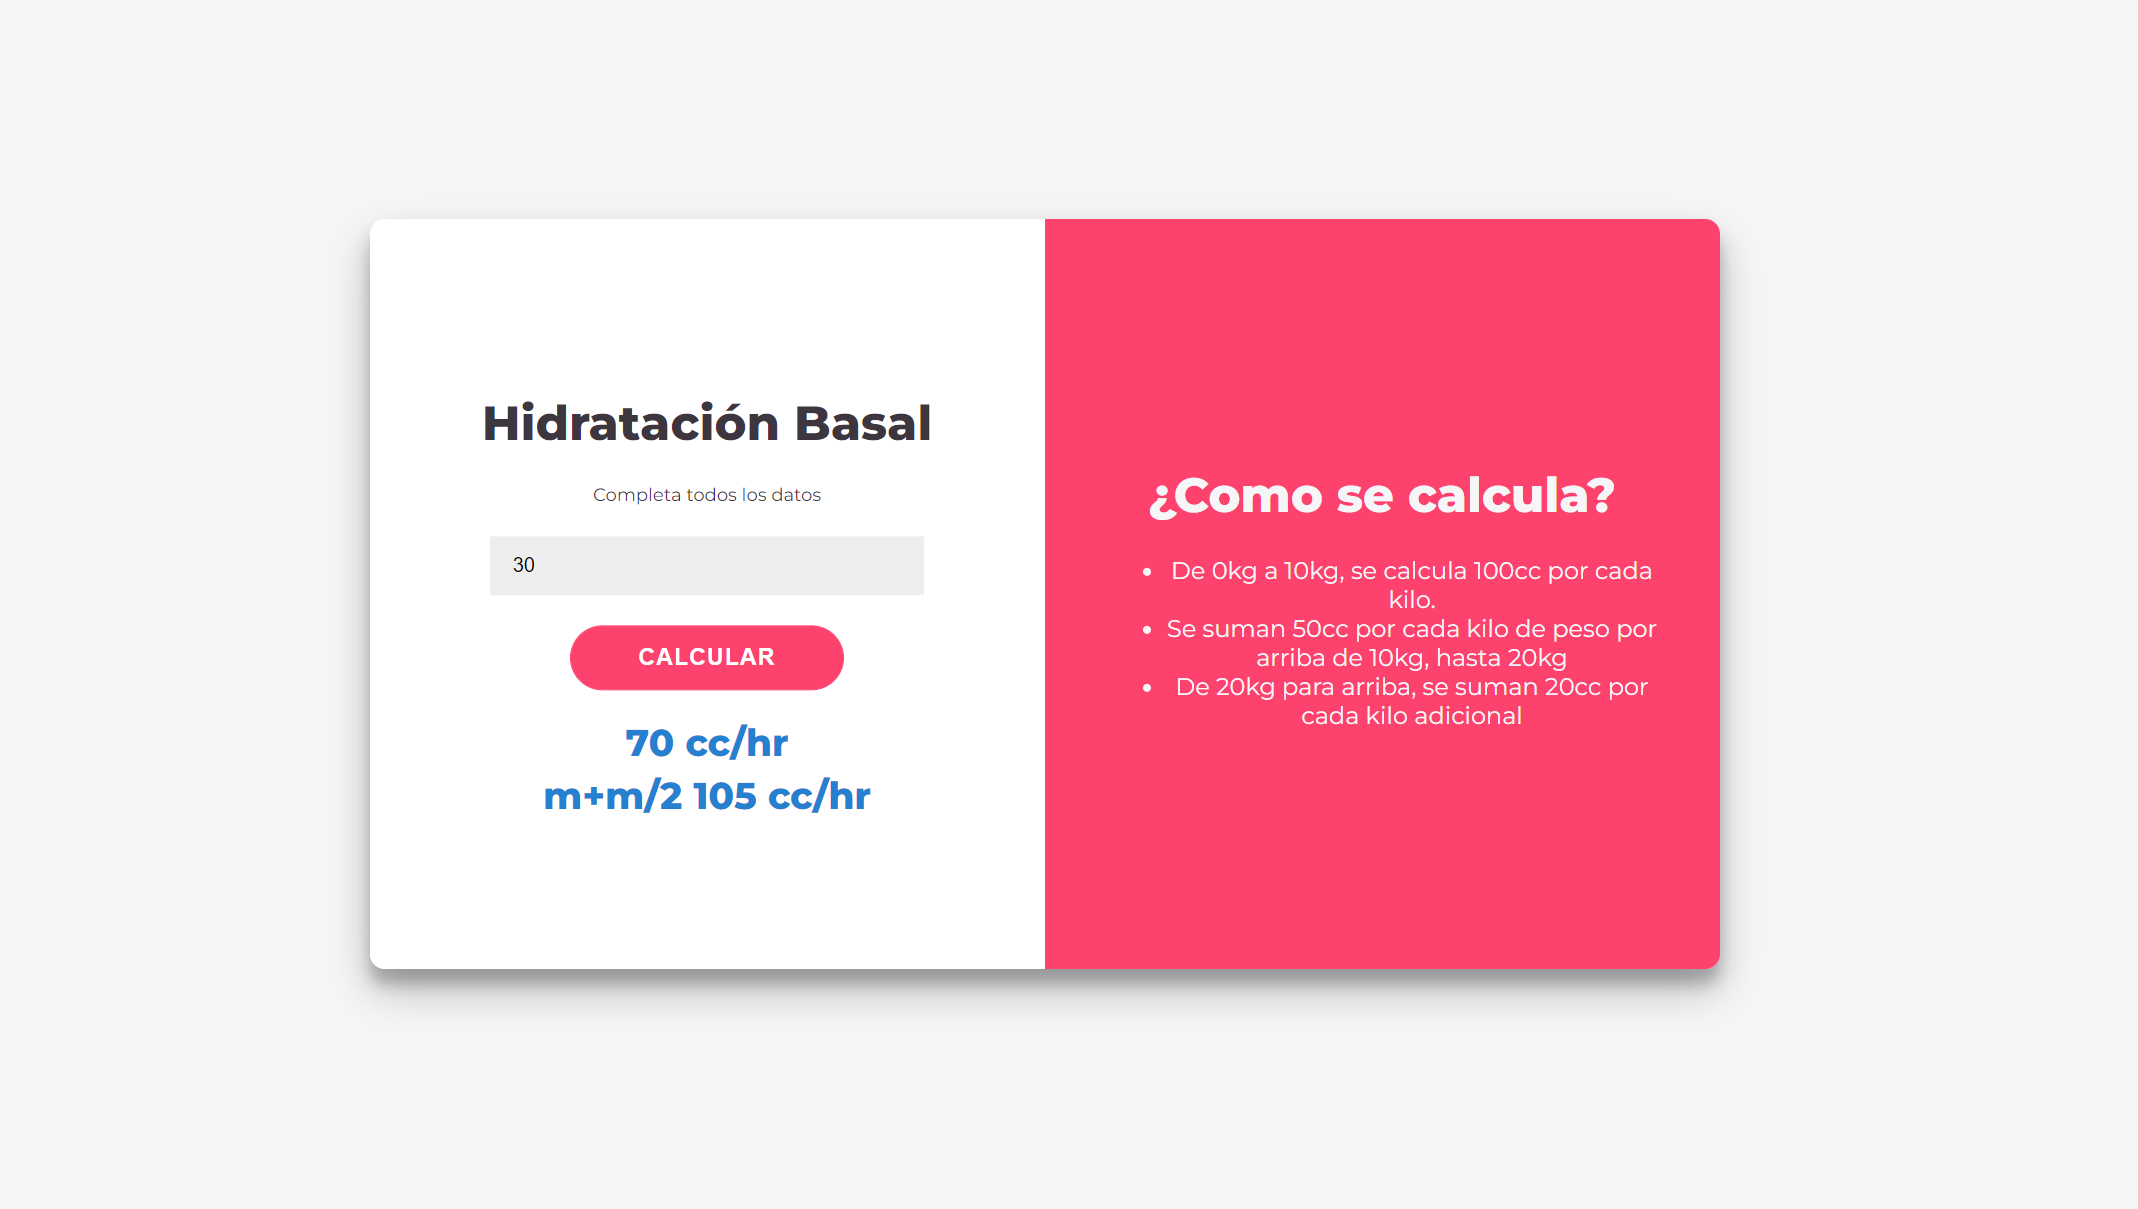 Hidratación Basal
Completa todos los datos
30
CALCULAR
70 cc/hr
m+m/2 105 cc/hr
¿Como se calcula?
• De 0kg a 10kg, se calcula 100cc por cada
kilo.
• Se suman 50cc por cada kilo de peso por
arriba de 10kg, hasta 20kg
• De 20kg para arriba, se suman 20cc por
cada kilo adicional